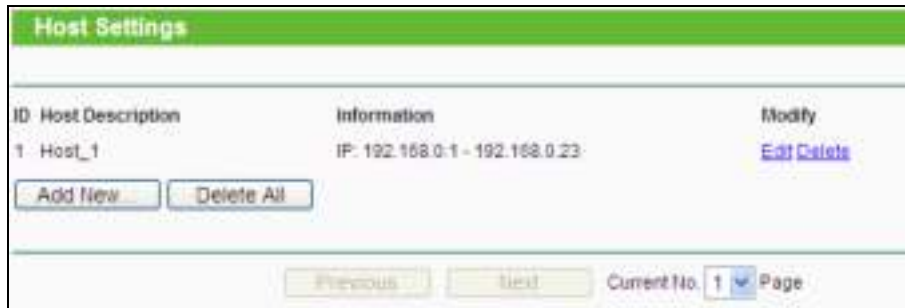 Host Settings
ID Host Description Information Modify
1 Host_1 IP: 192.168.0.1 - 192.168.0.23 Edit Delete
Add New... Delete All
Previous Next Current No. 1 Page